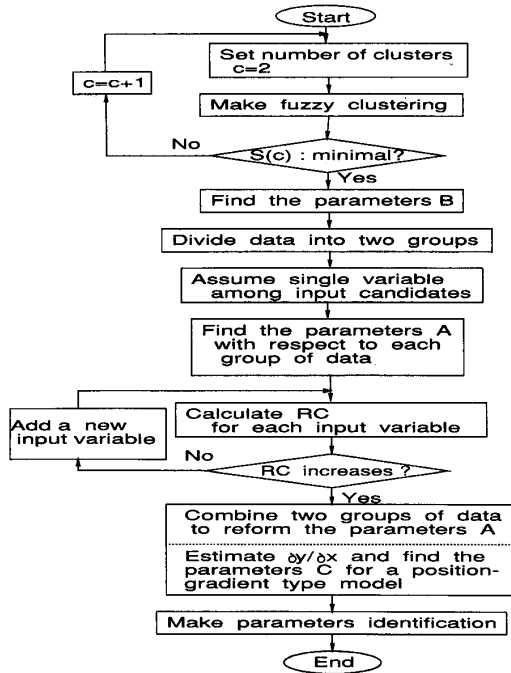 Start
Set number of clusters
c=2
c=c+1
Make fuzzy clustering
No
S(c) : minimal?
Yes
Find the parameters B
Divide data into two groups
Assume single variable
among input candidates
Find the parameters A
with respect to each
group of data
Add a new
input variable
Calculate RC
for each input variable
No
RC increases ?
Yes
Combine two groups of data
to reform the parameters A
Estimate ∂y/∂x and find the
parameters C for a position-
gradient type model
Make parameters identification
End